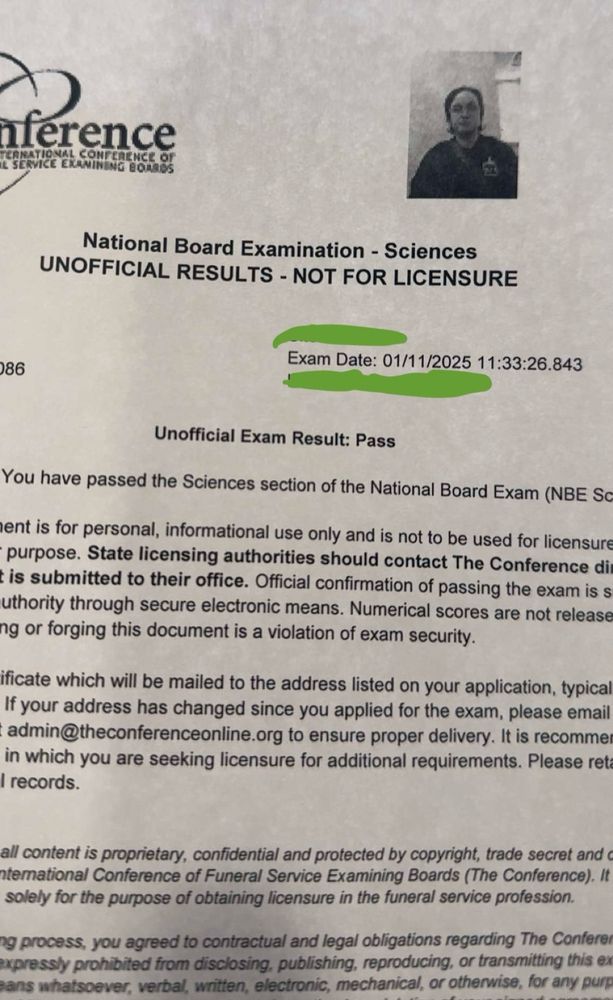 nference
TERNATIONAL CONFERENCE OF
L SERVICE EXAMINING BOARDS
National Board Examination - Sciences
UNOFFICIAL RESULTS - NOT FOR LICENSURE
086
Exam Date: 01/11/2025 11:33:26.843
Unofficial Exam Result: Pass
You have passed the Sciences section of the National Board Exam (NBE Sc
ment is for personal, informational use only and is not to be used for licensure
purpose. State licensing authorities should contact The Conference di
t is submitted to their office. Official confirmation of passing the exam is s
uthority through secure electronic means. Numerical scores are not release
ng or forging this document is a violation of exam security.
ificate which will be mailed to the address listed on your application, typical
If your address has changed since you applied for the exam, please email
t admin@theconferenceonline.org to ensure proper delivery. It is recommen
in which you are seeking licensure for additional requirements. Please reta
l records.
all content is proprietary, confidential and protected by copyright, trade secret and o
nternational Conference of Funeral Service Examining Boards (The Conference). It
solely for the purpose of obtaining licensure in the funeral service profession.
ng process, you agreed to contractual and legal obligations regarding The Conferen
expressly prohibited from disclosing, publishing, reproducing, or transmitting this ex
eans whatsoever, verbal, written, electronic, mechanical, or otherwise, for any purp